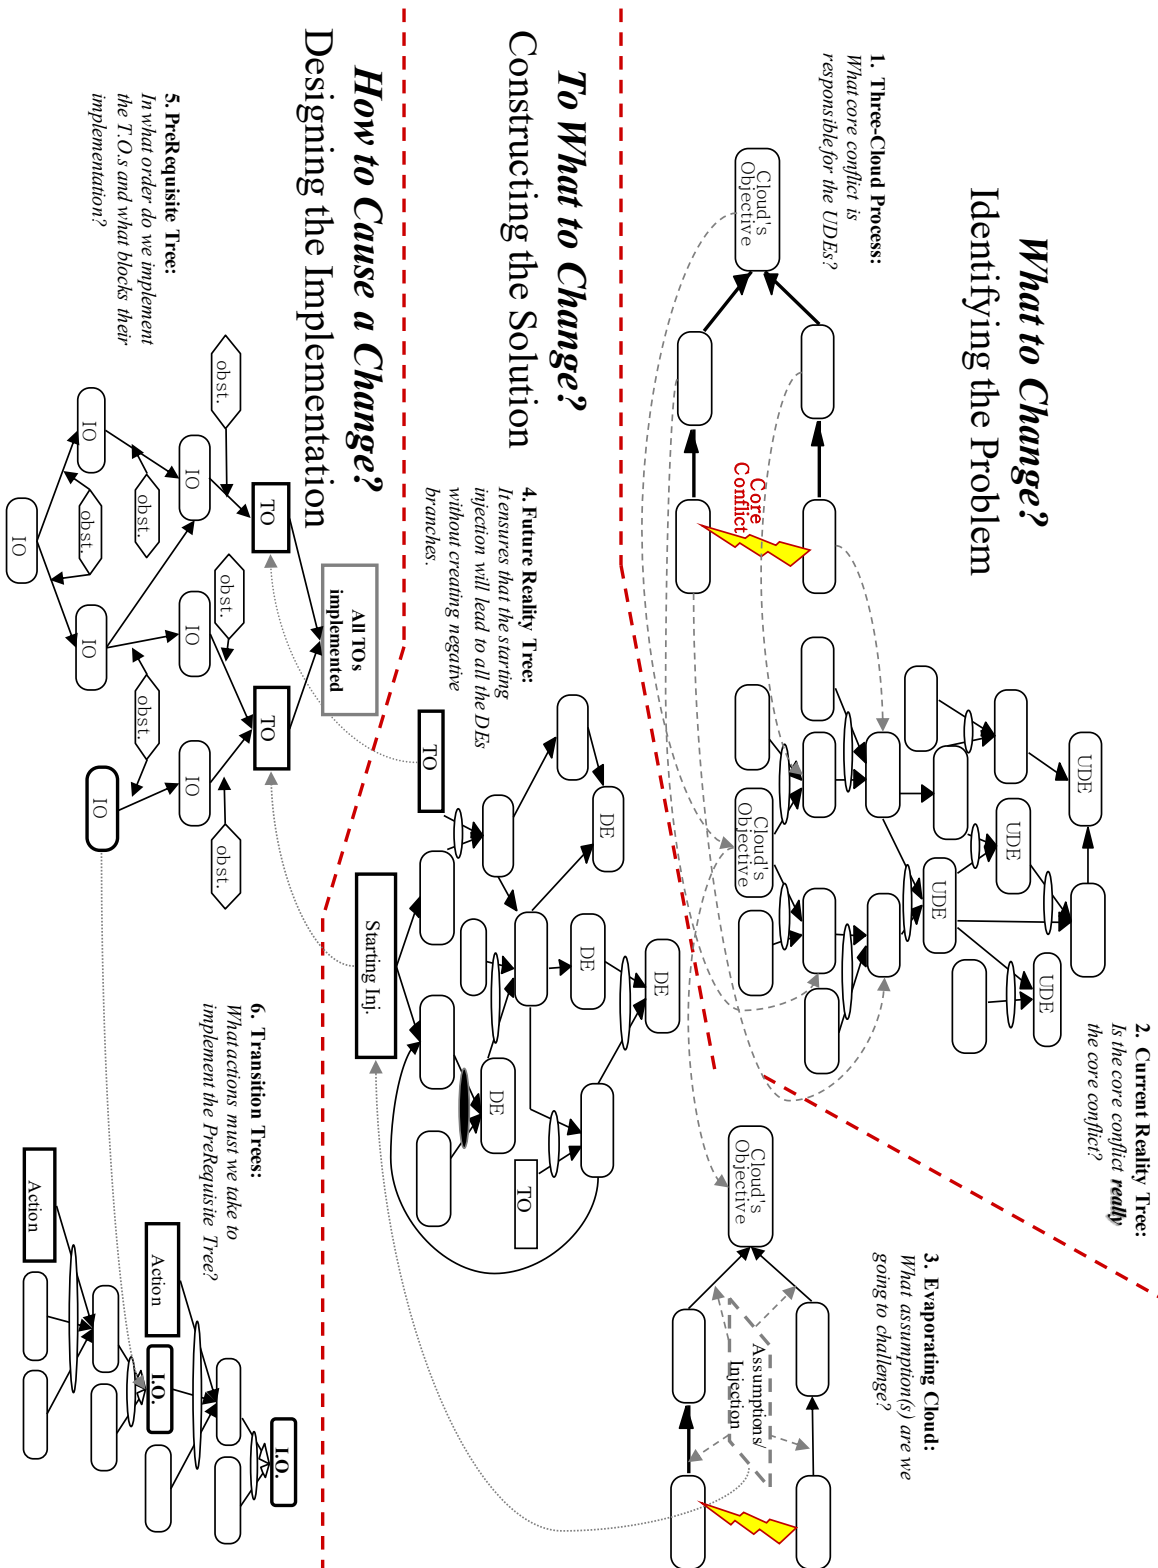 What to Change?
Identifying the Problem
1. Three-Cloud Process:
What core conflict is
responsible for the UDEs?
Cloud's
Objective
Core
Conflict
2. Current Reality Tree:
Is the core conflict really
the core conflict?
UDE
UDE
UDE
UDE
Cloud's
Objective
3. Evaporating Cloud:
What assumption(s) are we
going to challenge?
Cloud's
Objective
Assumptions/
Injection
To What to Change?
Constructing the Solution
4. Future Reality Tree:
It ensures that the starting
injection will lead to all the DEs
without creating negative
branches.
DE
DE
DE
DE
TO
TO
Starting Inj.
How to Cause a Change?
Designing the Implementation
5. PreRequisite Tree:
In what order do we implement
the T.O.s and what blocks their
implementation?
All TOs
implemented
TO
TO
obst.
obst.
obst.
IO
IO
IO
obst.
obst.
obst.
IO
IO
IO
IO
6. Transition Trees:
What actions must we take to
implement the PreRequisite Tree?
I.O.
Action
I.O.
Action